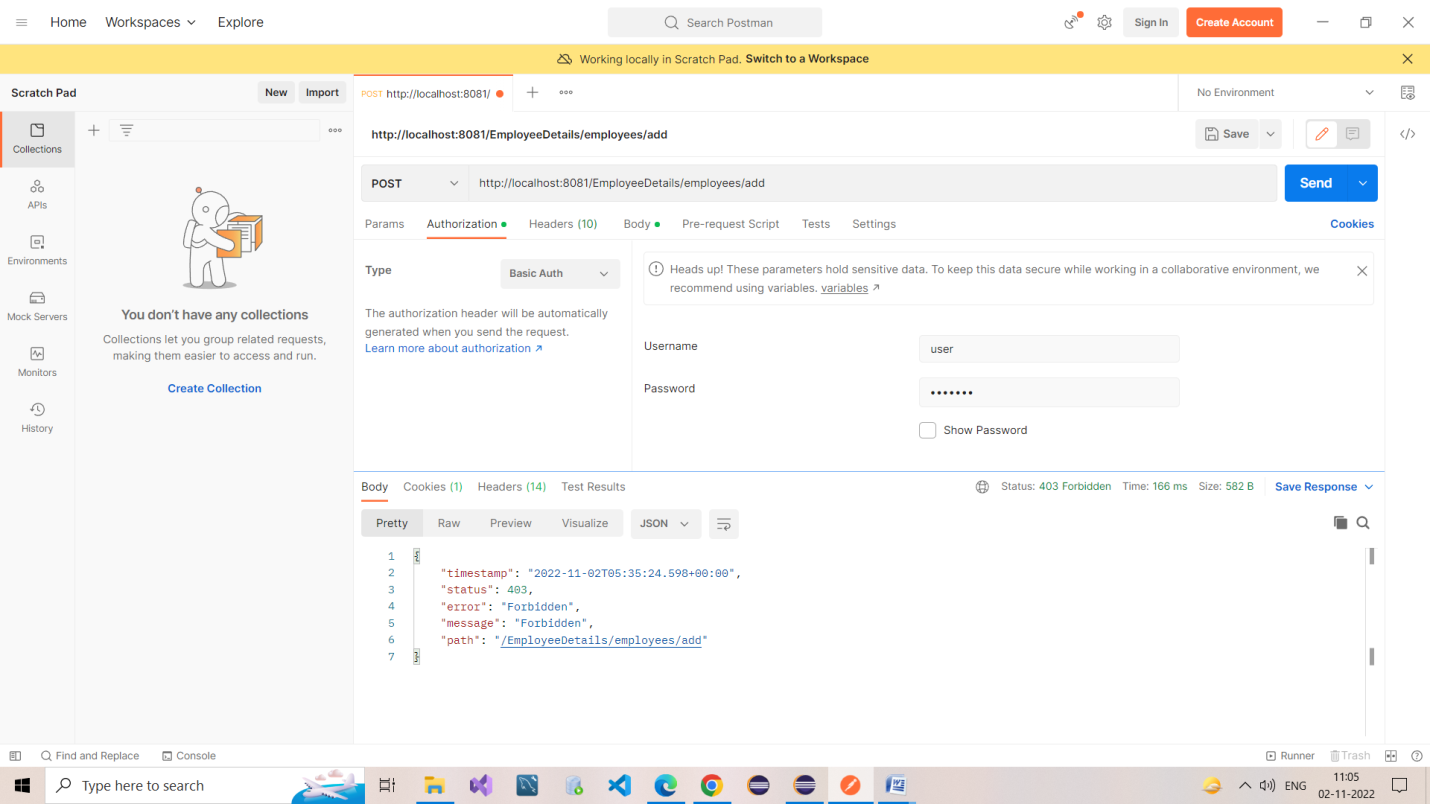 Home Workspaces Explore Search Postman Sign In Create Account
Working locally in Scratch Pad. Switch to a Workspace
Scratch Pad New Import POST http://localhost:8081/ No Environment
http://localhost:8081/EmployeeDetails/employees/add Save
Collections
APIs
Environments
Mock Servers
Monitors
History
You don't have any collections
Collections let you group related requests,
making them easier to access and run.
Create Collection
POST http://localhost:8081/EmployeeDetails/employees/add Send
Params Authorization Headers (10) Body Pre-request Script Tests Settings Cookies
Type Basic Auth
The authorization header will be automatically
generated when you send the request.
Learn more about authorization ↗
Heads up! These parameters hold sensitive data. To keep this data secure while working in a collaborative environment, we
recommend using variables. variables ↗
Username user
Password •••••••
Show Password
Body Cookies (1) Headers (14) Test Results Status: 403 Forbidden Time: 166 ms Size: 582 B Save Response
Pretty Raw Preview Visualize JSON
1 {
2 "timestamp": "2022-11-02T05:35:24.598+00:00",
3 "status": 403,
4 "error": "Forbidden",
5 "message": "Forbidden",
6 "path": "/EmployeeDetails/employees/add"
7 }
Find and Replace Console Runner Trash
Type here to search ENG 11:05
02-11-2022